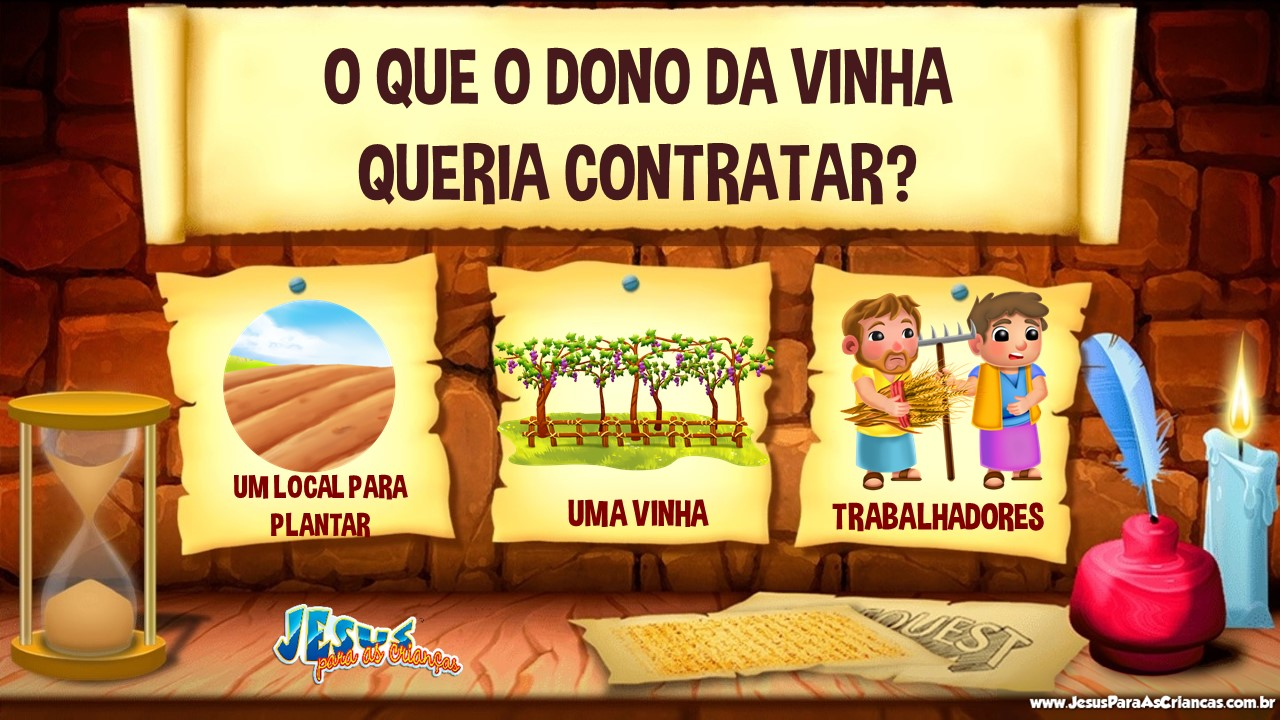 O QUE O DONO DA VINHA
QUERIA CONTRATAR?
UM LOCAL PARA
PLANTAR
UMA VINHA
TRABALHADORES
JESUS
para as crianças
QUEST
www.JesusParaAsCriancas.com.br